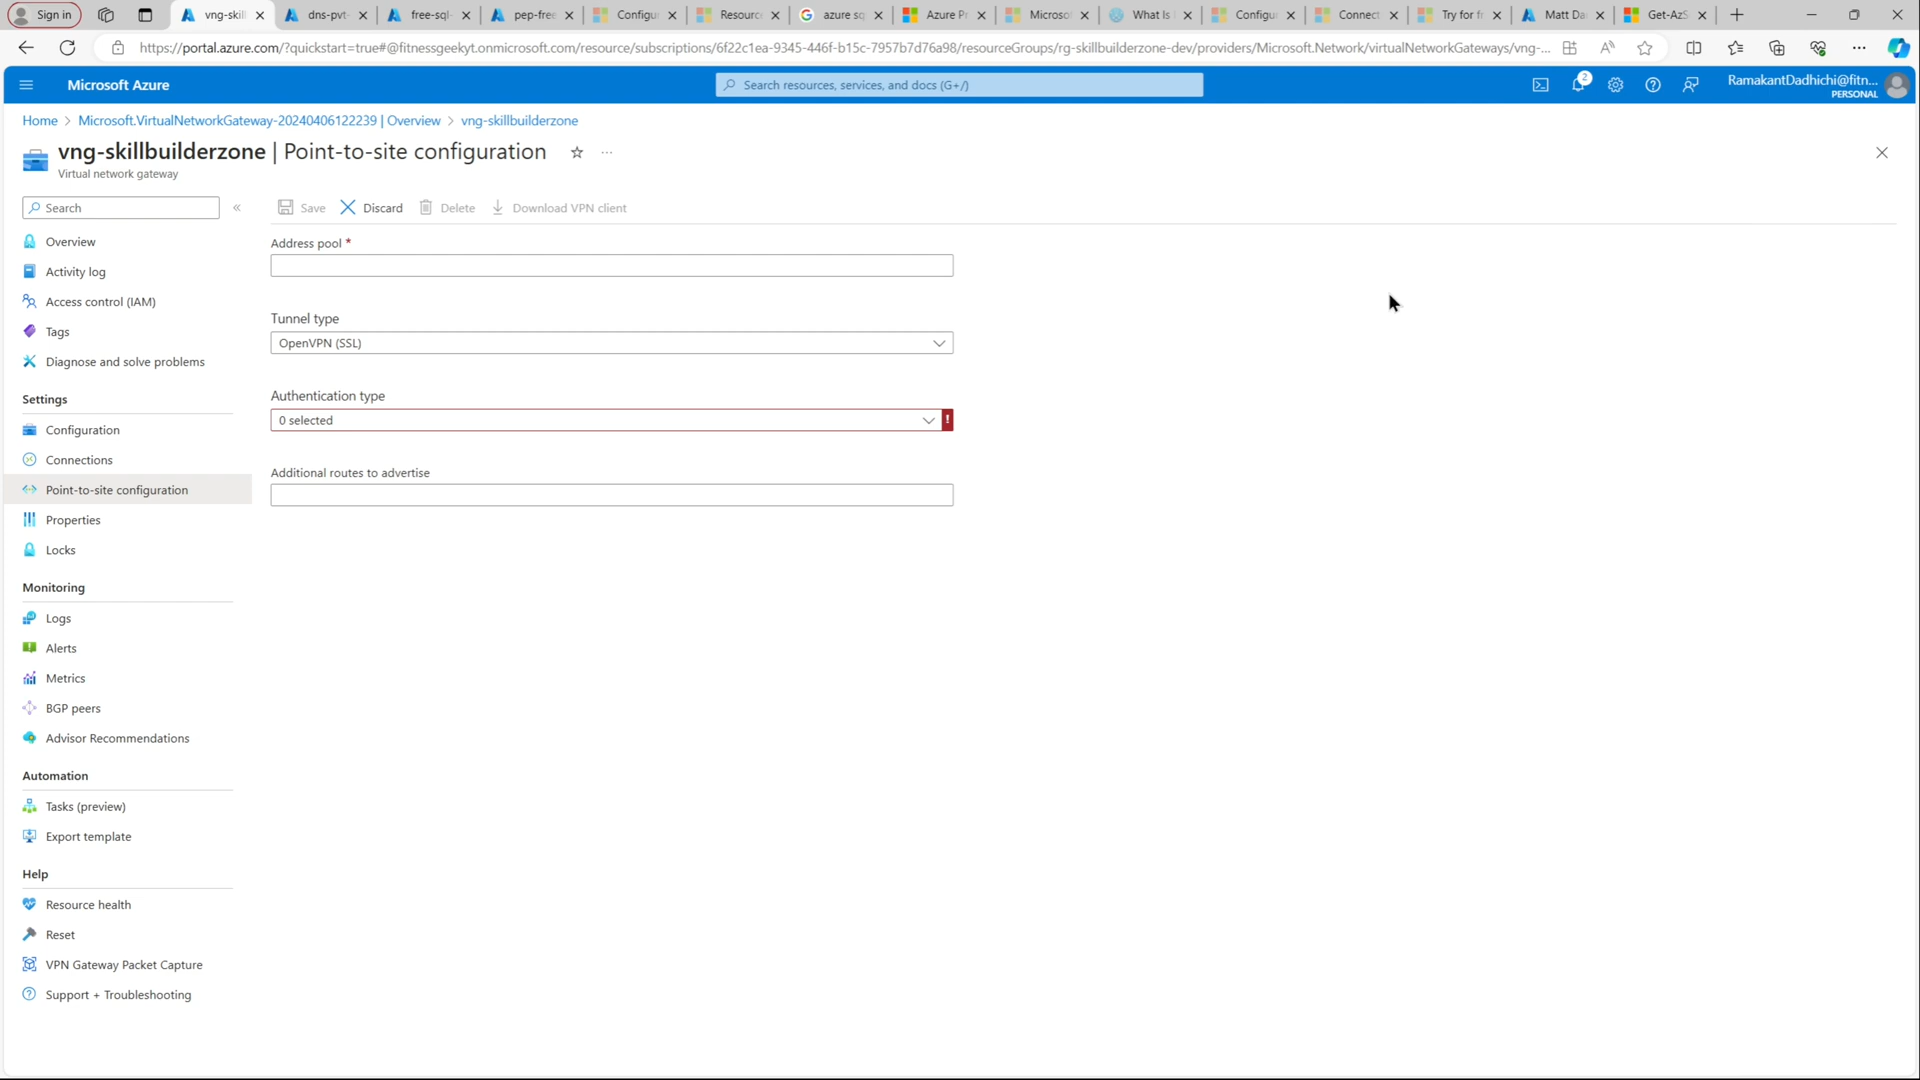 Sign in
vng-skill
dns-pvt-
free-sql-
pep-free
Configu
Resourc
azure sq
Azure Pr
Microso
What Is
Configu
Connect
Try for f
Matt Da
Get-AzS
https://portal.azure.com/?quickstart=true#@fitnessgeekyt.onmicrosoft.com/resource/subscriptions/6f22c1ea-9345-446f-b15c-7957b7d76a98/resourceGroups/rg-skillbuilderzone-dev/providers/Microsoft.Network/virtualNetworkGateways/vng-...
Microsoft Azure
Search resources, services, and docs (G+/)
2
RamakantDadhichi@fitn...
PERSONAL
Home > Microsoft.VirtualNetworkGateway-20240406122239 | Overview > vng-skillbuilderzone
vng-skillbuilderzone | Point-to-site configuration
Virtual network gateway
Search
Save
Discard
Delete
Download VPN client
Overview
Activity log
Access control (IAM)
Tags
Diagnose and solve problems
Settings
Configuration
Connections
Point-to-site configuration
Properties
Locks
Monitoring
Logs
Alerts
Metrics
BGP peers
Advisor Recommendations
Automation
Tasks (preview)
Export template
Help
Resource health
Reset
VPN Gateway Packet Capture
Support + Troubleshooting
Address pool *
Tunnel type
OpenVPN (SSL)
Authentication type
0 selected
Additional routes to advertise